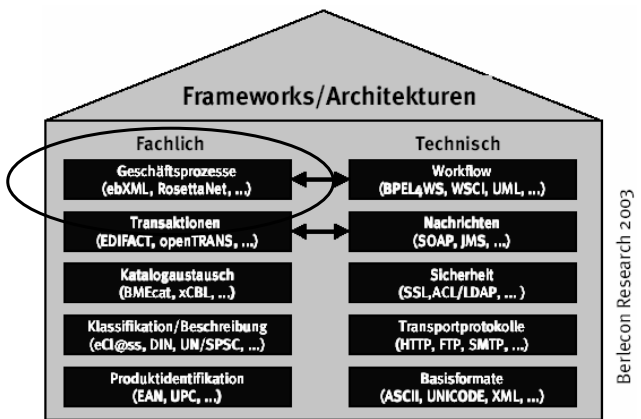 Frameworks/Architekturen
Fachlich
Technisch
Geschäftsprozesse
(ebXML, RosettaNet, ...)
Workflow
(BPEL4WS, WSCI, UML, ...)
Transaktionen
(EDIFACT, openTRANS, ...)
Nachrichten
(SOAP, JMS, ...)
Katalogaustausch
(BMEcat, xCBL, ...)
Sicherheit
(SSL,ACL/LDAP, ... )
Klassifikation/Beschreibung
(eCl@ss, DIN, UN/SPSC, ...)
Transportprotokolle
(HTTP, FTP, SMTP, ...)
Produktidentifikation
(EAN, UPC, ...)
Basisformate
(ASCII, UNICODE, XML, ...)
Berlecon Research 2003